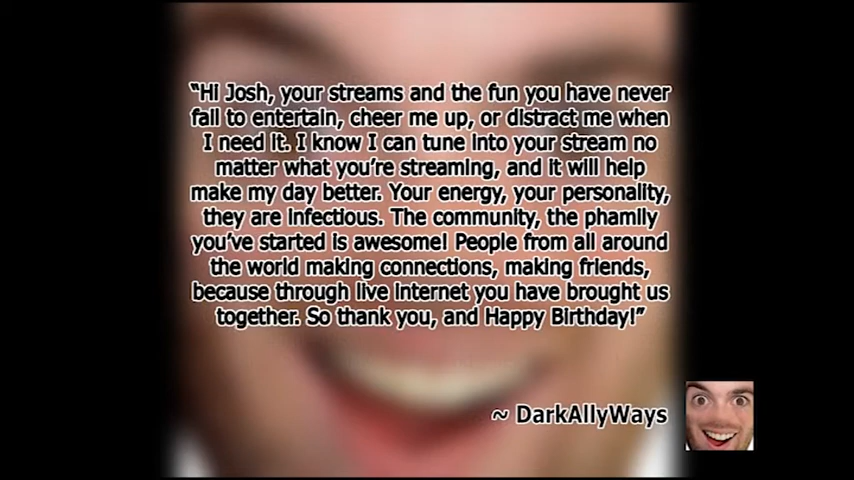 “Hi Josh, your streams and the fun you have never
fail to entertain, cheer me up, or distract me when
I need it. I know I can tune into your stream no
matter what you’re streaming, and it will help
make my day better. Your energy, your personality,
they are infectious. The community, the phamily
you’ve started is awesome! People from all around
the world making connections, making friends,
because through live internet you have brought us
together. So thank you, and Happy Birthday!”
~ DarkAllyWays